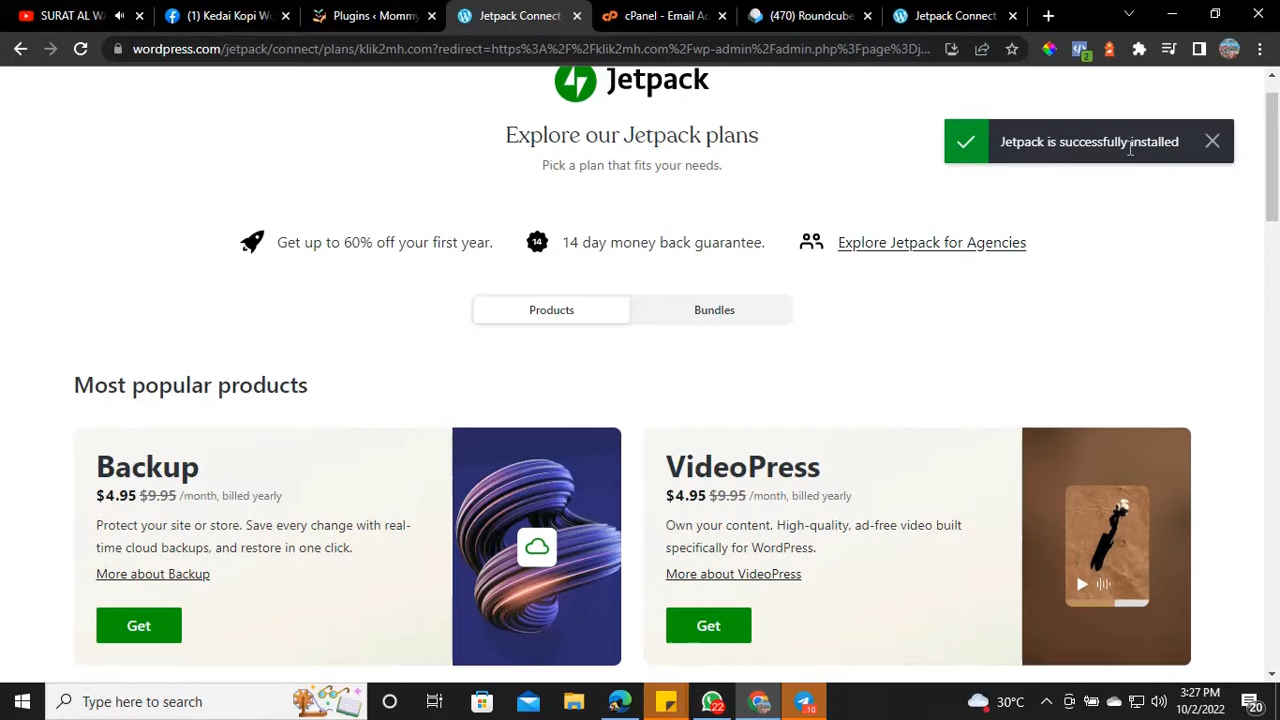 SURAT AL WA
(1) Kedai Kopi W
Plugins ‹ Mommy
Jetpack Connect
cPanel - Email Ac
(470) Roundcube
Jetpack Connect
wordpress.com/jetpack/connect/plans/klik2mh.com?redirect=https%3A%2F%2Fklik2mh.com%2Fwp-admin%2Fadmin.php%3Fpage%3Dj...
2
Jetpack
Explore our Jetpack plans
Pick a plan that fits your needs.
Jetpack is successfully installed
Get up to 60% off your first year.
14
14 day money back guarantee.
Explore Jetpack for Agencies
Products
Bundles
Most popular products
Backup
$4.95 $9.95 /month, billed yearly
Protect your site or store. Save every change with real-
time cloud backups, and restore in one click.
More about Backup
Get
VideoPress
$4.95 $9.95 /month, billed yearly
Own your content. High-quality, ad-free video built
specifically for WordPress.
More about VideoPress
Get
Type here to search
22
10
30°C
3:27 PM
10/2/2022
20